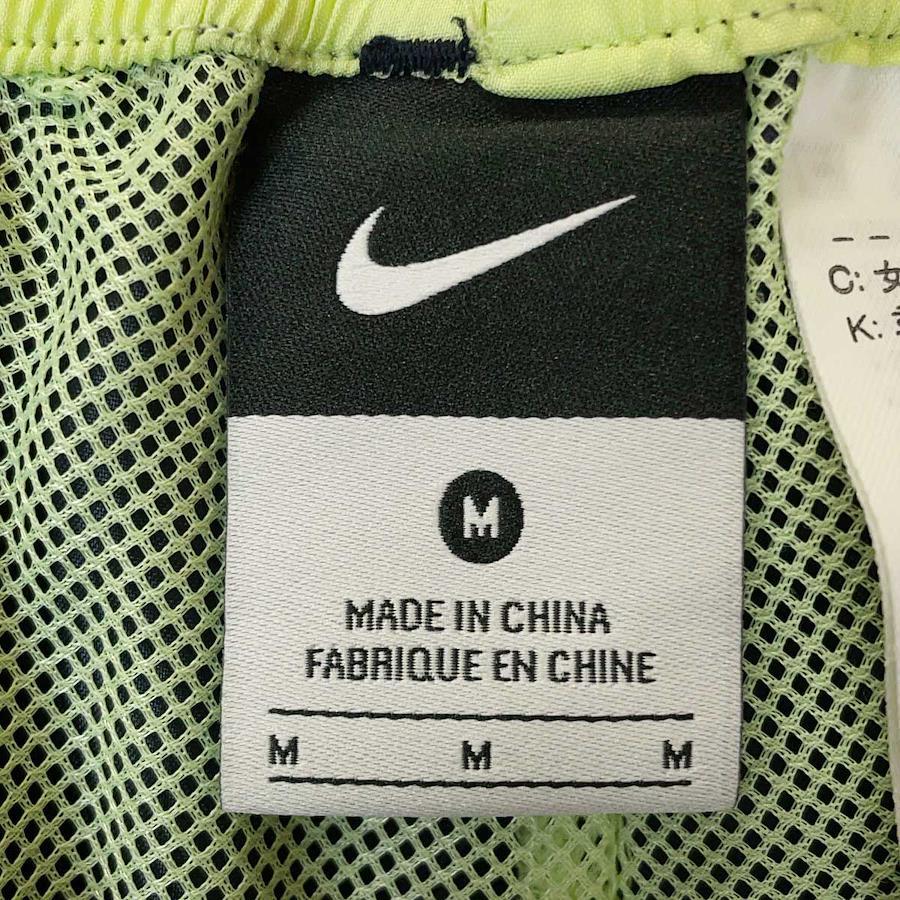 M
MADE IN CHINA
FABRIQUE EN CHINE
M M M
C: 女
K: